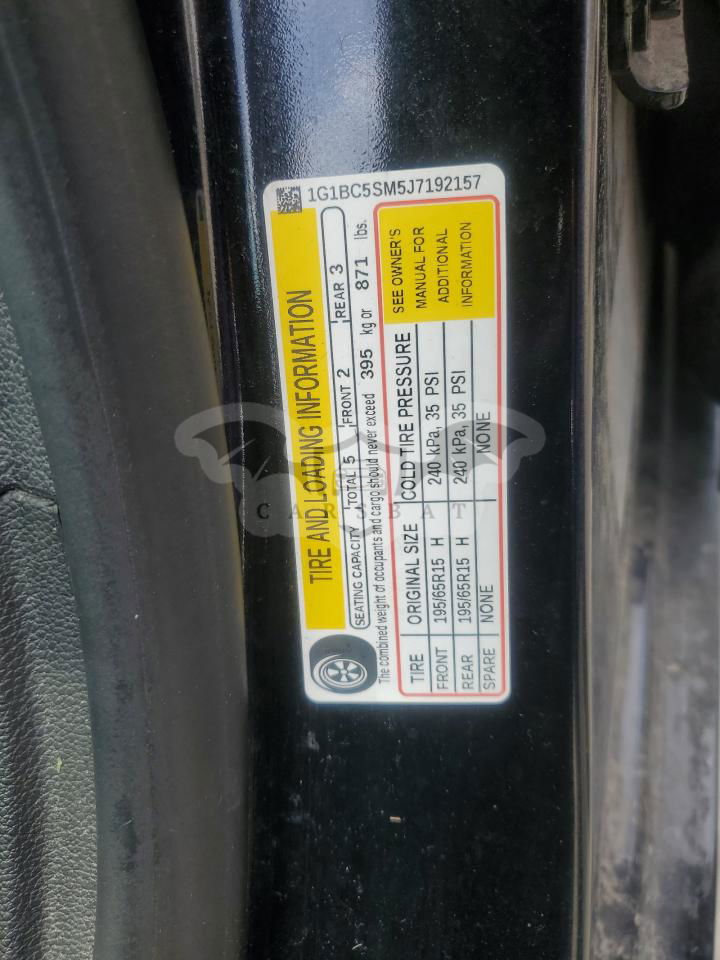 1G1BC5SM5J7192157
TIRE AND LOADING INFORMATION
SEATING CAPACITY TOTAL 5 FRONT 2 REAR 3
The combined weight of occupants and cargo should never exceed 395 kg or 871 lbs.
TIRE ORIGINAL SIZE COLD TIRE PRESSURE
FRONT 195/65R15 H 240 kPa, 35 PSI
REAR 195/65R15 H 240 kPa, 35 PSI
SPARE NONE NONE
SEE OWNER'S
MANUAL FOR
ADDITIONAL
INFORMATION
CARSBAT